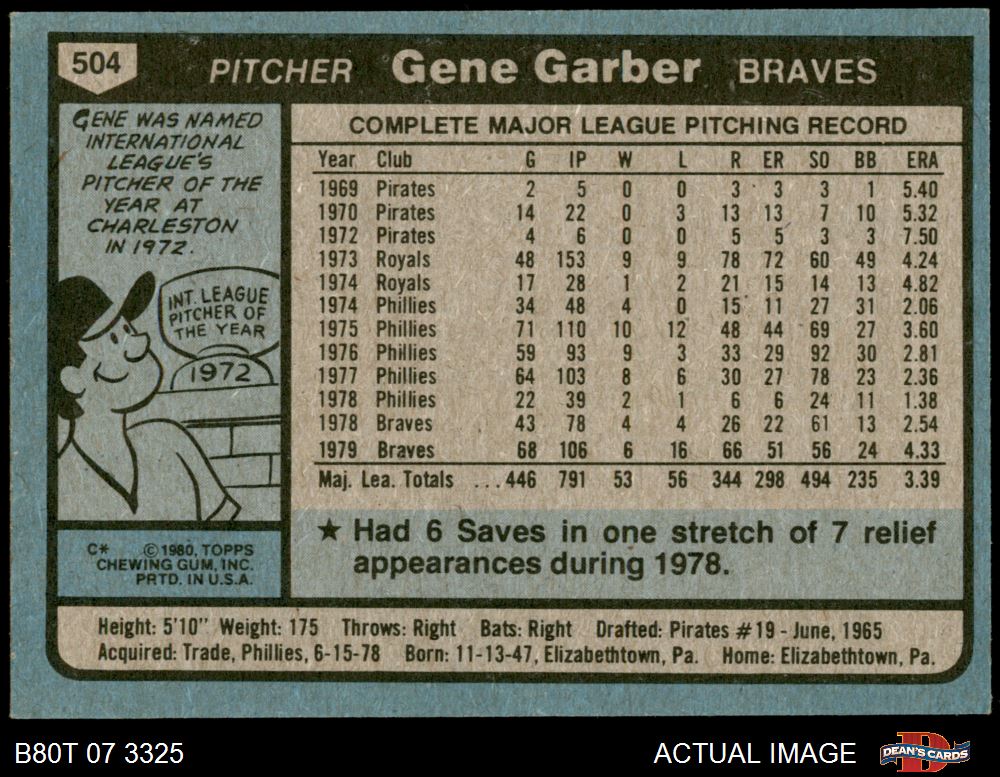 504
PITCHER Gene Garber BRAVES
GENE WAS NAMED
INTERNATIONAL
LEAGUE'S
PITCHER OF THE
YEAR AT
CHARLESTON
IN 1972.
INT. LEAGUE
PITCHER OF
THE YEAR
1972
C* © 1980, TOPPS
CHEWING GUM, INC.
PRTD. IN U.S.A.
COMPLETE MAJOR LEAGUE PITCHING RECORD
Year Club G IP W L R ER SO BB ERA
1969 Pirates 2 5 0 0 3 3 3 1 5.40
1970 Pirates 14 22 0 3 13 13 7 10 5.32
1972 Pirates 4 6 0 0 5 5 3 3 7.50
1973 Royals 48 153 9 9 78 72 60 49 4.24
1974 Royals 17 28 1 2 21 15 14 13 4.82
1974 Phillies 34 48 4 0 15 11 27 31 2.06
1975 Phillies 71 110 10 12 48 44 69 27 3.60
1976 Phillies 59 93 9 3 33 29 92 30 2.81
1977 Phillies 64 103 8 6 30 27 78 23 2.36
1978 Phillies 22 39 2 1 6 6 24 11 1.38
1978 Braves 43 78 4 4 26 22 61 13 2.54
1979 Braves 68 106 6 16 66 51 56 24 4.33
Maj. Lea. Totals ...446 791 53 56 344 298 494 235 3.39
★ Had 6 Saves in one stretch of 7 relief
appearances during 1978.
Height: 5'10" Weight: 175 Throws: Right Bats: Right Drafted: Pirates #19 - June, 1965
Acquired: Trade, Phillies, 6-15-78 Born: 11-13-47, Elizabethtown, Pa. Home: Elizabethtown, Pa.
B80T 07 3325
ACTUAL IMAGE
D
DEAN'S CARDS